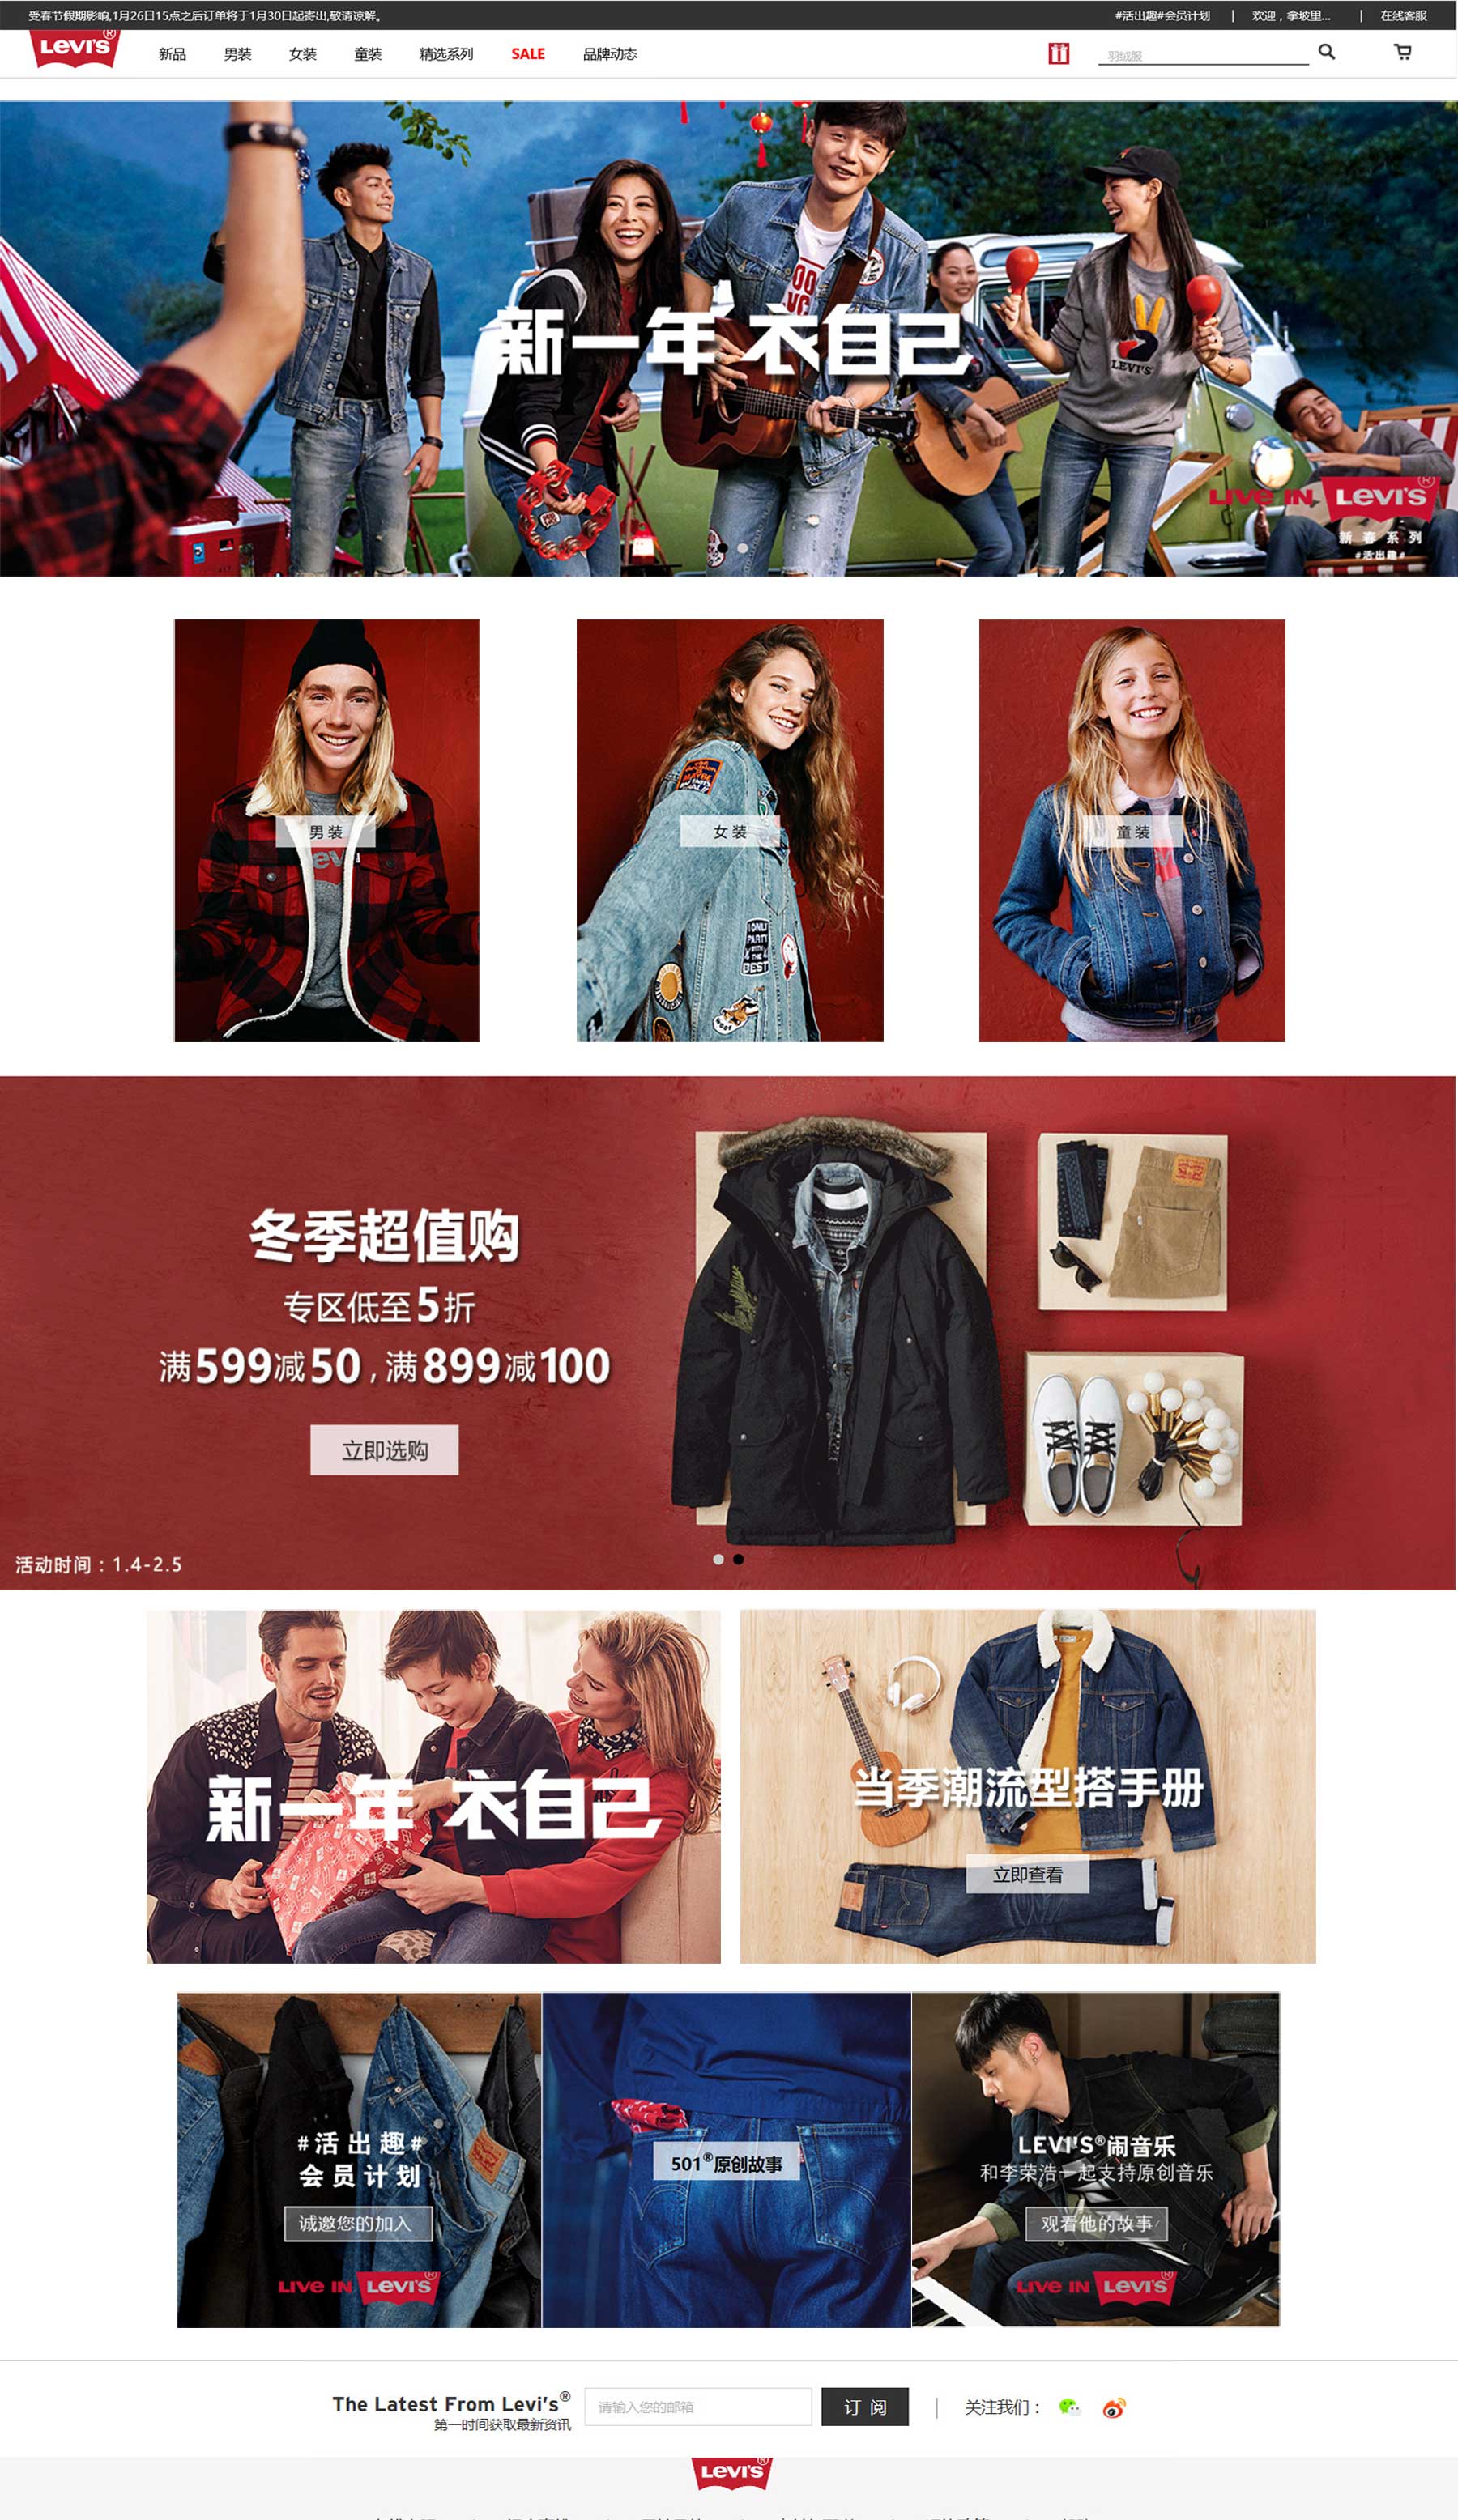 受春节假期影响,1月26日15点之后订单将于1月30日起寄出,敬请谅解。
#活出趣#会员计划 | 欢迎，拿坡里... | 在线客服
LEVI'S®
新品 男装 女装 童装 精选系列 SALE 品牌动态
羽绒服
新一年 衣自己
LEVI'S
LIVE IN LEVI'S®
新春系列
#活出趣#
男装
女装
童装
I ONLY
PARTY
WITH
THE
BEST
冬季超值购
专区低至5折
满599减50,满899减100
立即选购
活动时间：1.4-2.5
新一年 衣自己
当季潮流型搭手册
立即查看
#活出趣#
会员计划
诚邀您的加入
LIVE IN LEVI'S®
501®原创故事
LEVI'S®闹音乐
和李荣浩一起支持原创音乐
观看他的故事
LIVE IN LEVI'S®
The Latest From Levi's®
第一时间获取最新资讯
请输入您的邮箱
订 阅
关注我们：
LEVI'S®